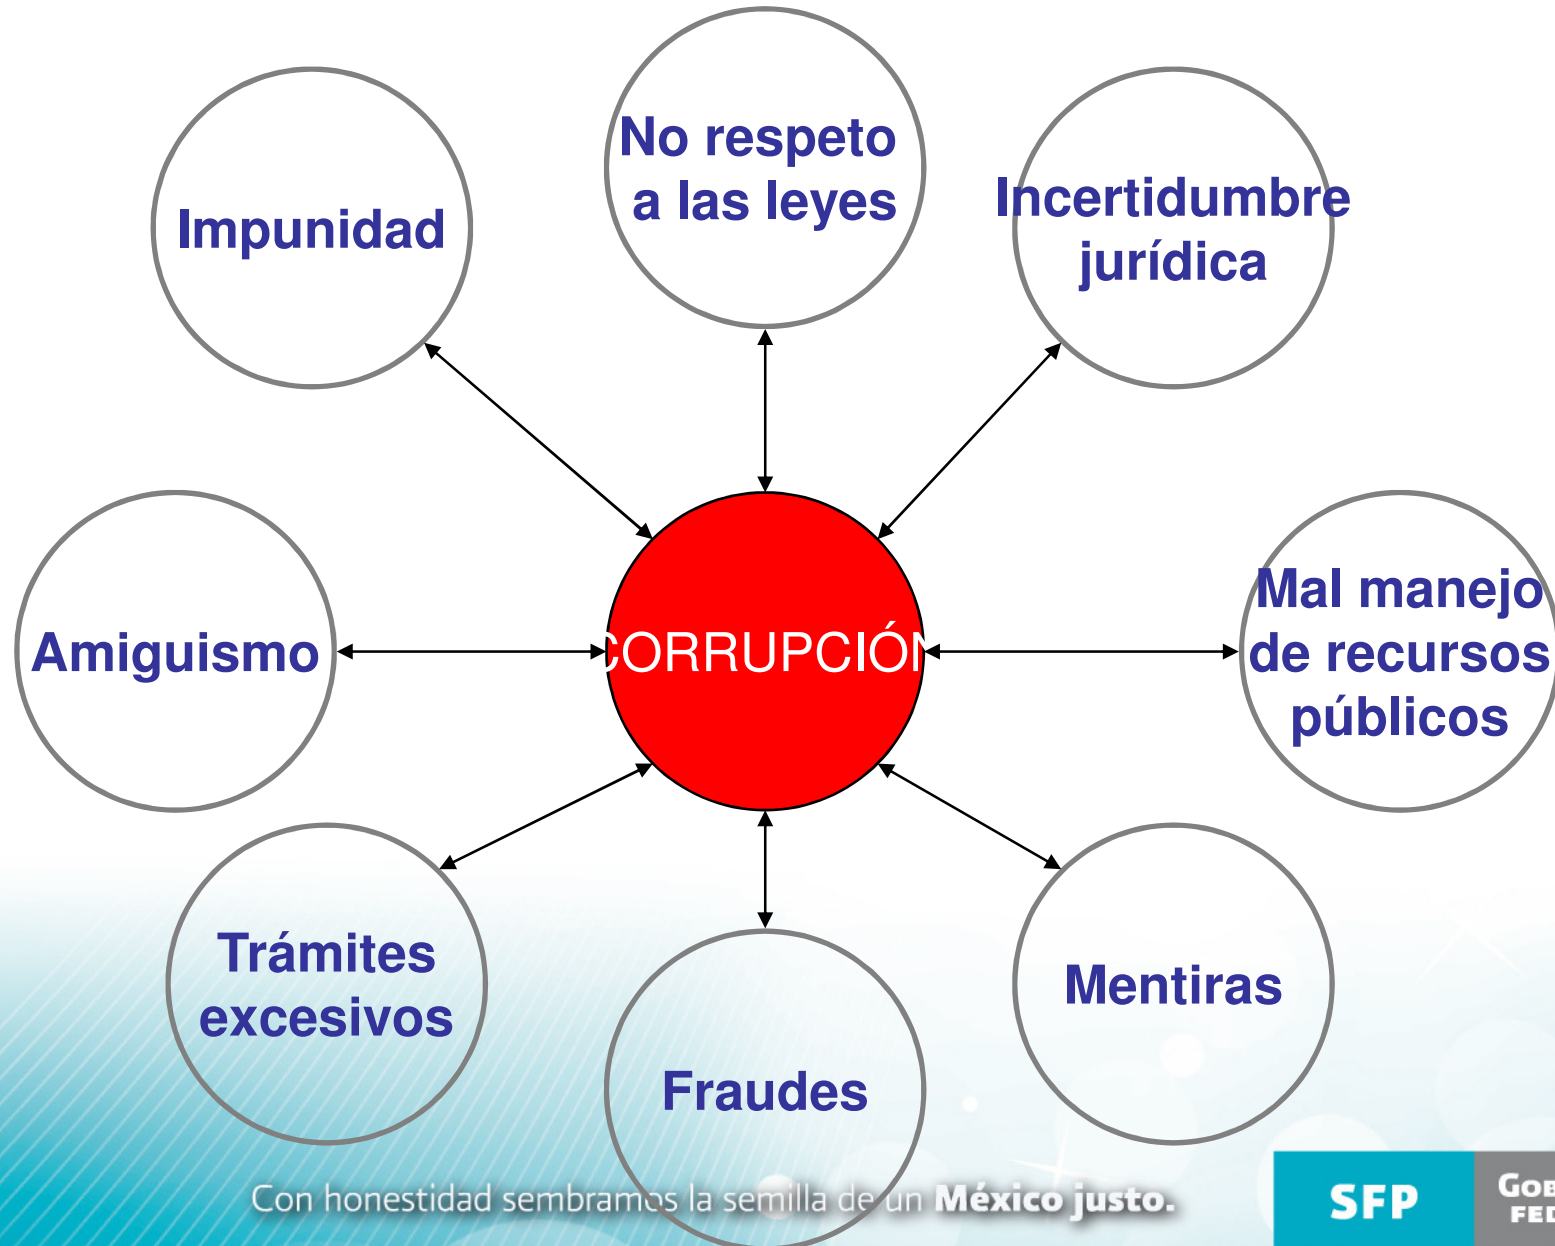 No respeto
a las leyes
Impunidad
Incertidumbre
jurídica
Mal manejo
de recursos
públicos
Amiguismo
CORRUPCIÓN
Trámites
excesivos
Mentiras
Fraudes
Con honestidad sembramos la semilla de un México justo.
SFP